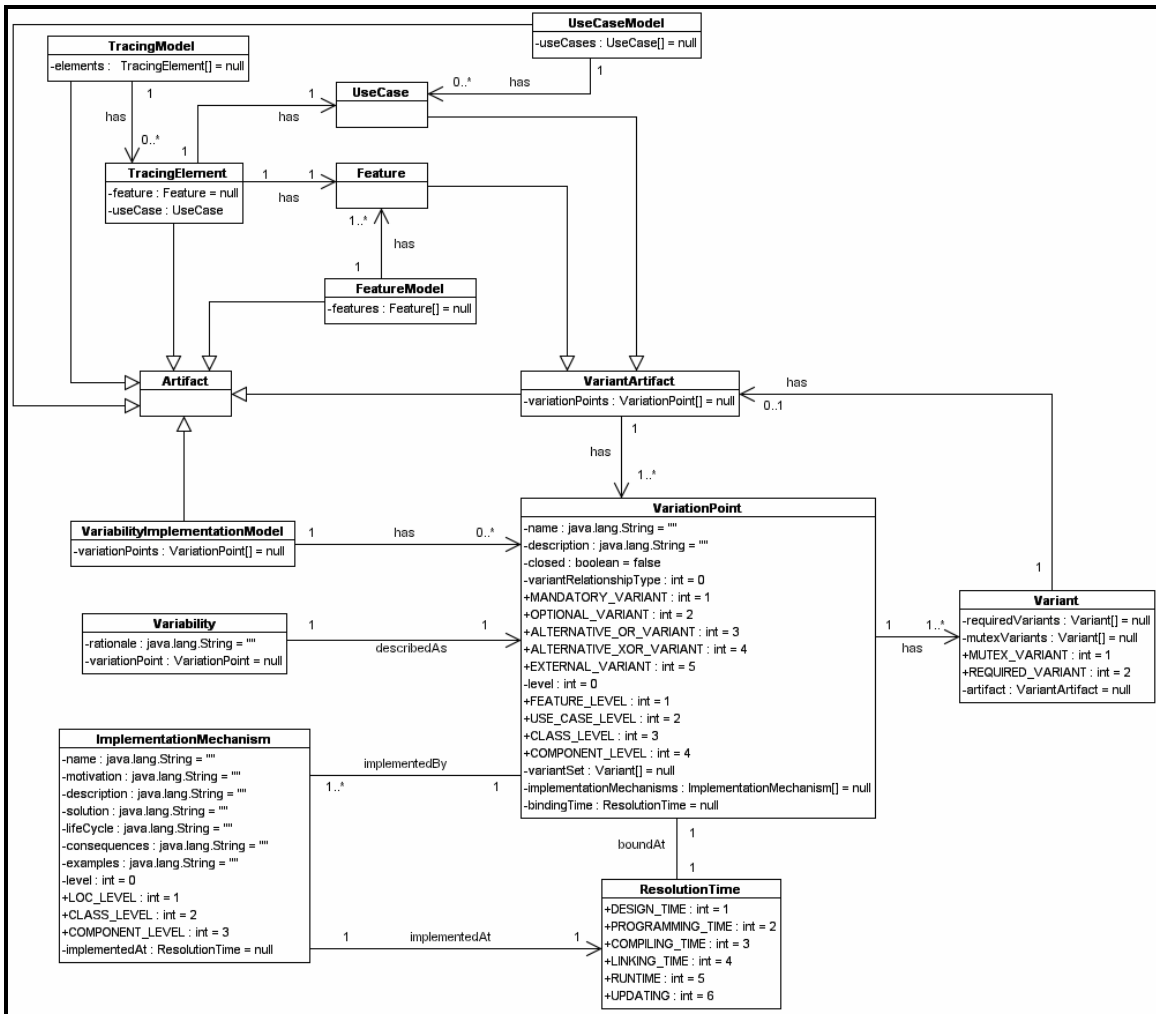 UseCaseModel
-useCases : UseCase[] = null
TracingModel
-elements : TracingElement[] = null
1
has
0..*
1
has
0..*
UseCase
1
has
1
TracingElement
-feature : Feature = null
-useCase : UseCase
1
1
has
Feature
1..*
has
1
FeatureModel
-features : Feature[] = null
Artifact
VariantArtifact
-variationPoints : VariationPoint[] = null
has
0..1
1
has
1..*
VariabilityImplementationModel
-variationPoints : VariationPoint[] = null
1
has
0..*
VariationPoint
-name : java.lang.String = ""
-description : java.lang.String = ""
-closed : boolean = false
-variantRelationshipType : int = 0
+MANDATORY_VARIANT : int = 1
+OPTIONAL_VARIANT : int = 2
+ALTERNATIVE_OR_VARIANT : int = 3
+ALTERNATIVE_XOR_VARIANT : int = 4
+EXTERNAL_VARIANT : int = 5
-level : int = 0
+FEATURE_LEVEL : int = 1
+USE_CASE_LEVEL : int = 2
+CLASS_LEVEL : int = 3
+COMPONENT_LEVEL : int = 4
-variantSet : Variant[] = null
-implementationMechanisms : ImplementationMechanism[] = null
-bindingTime : ResolutionTime = null
1
1..*
has
1
Variant
-requiredVariants : Variant[] = null
-mutexVariants : Variant[] = null
+MUTEX_VARIANT : int = 1
+REQUIRED_VARIANT : int = 2
-artifact : VariantArtifact = null
Variability
-rationale : java.lang.String = ""
-variationPoint : VariationPoint = null
1
describedAs
1
ImplementationMechanism
-name : java.lang.String = ""
-motivation : java.lang.String = ""
-description : java.lang.String = ""
-solution : java.lang.String = ""
-lifeCycle : java.lang.String = ""
-consequences : java.lang.String = ""
-examples : java.lang.String = ""
-level : int = 0
+LOC_LEVEL : int = 1
+CLASS_LEVEL : int = 2
+COMPONENT_LEVEL : int = 3
-implementedAt : ResolutionTime = null
implementedBy
1..*
1
1
boundAt
1
1
implementedAt
1
ResolutionTime
+DESIGN_TIME : int = 1
+PROGRAMMING_TIME : int = 2
+COMPILING_TIME : int = 3
+LINKING_TIME : int = 4
+RUNTIME : int = 5
+UPDATING : int = 6